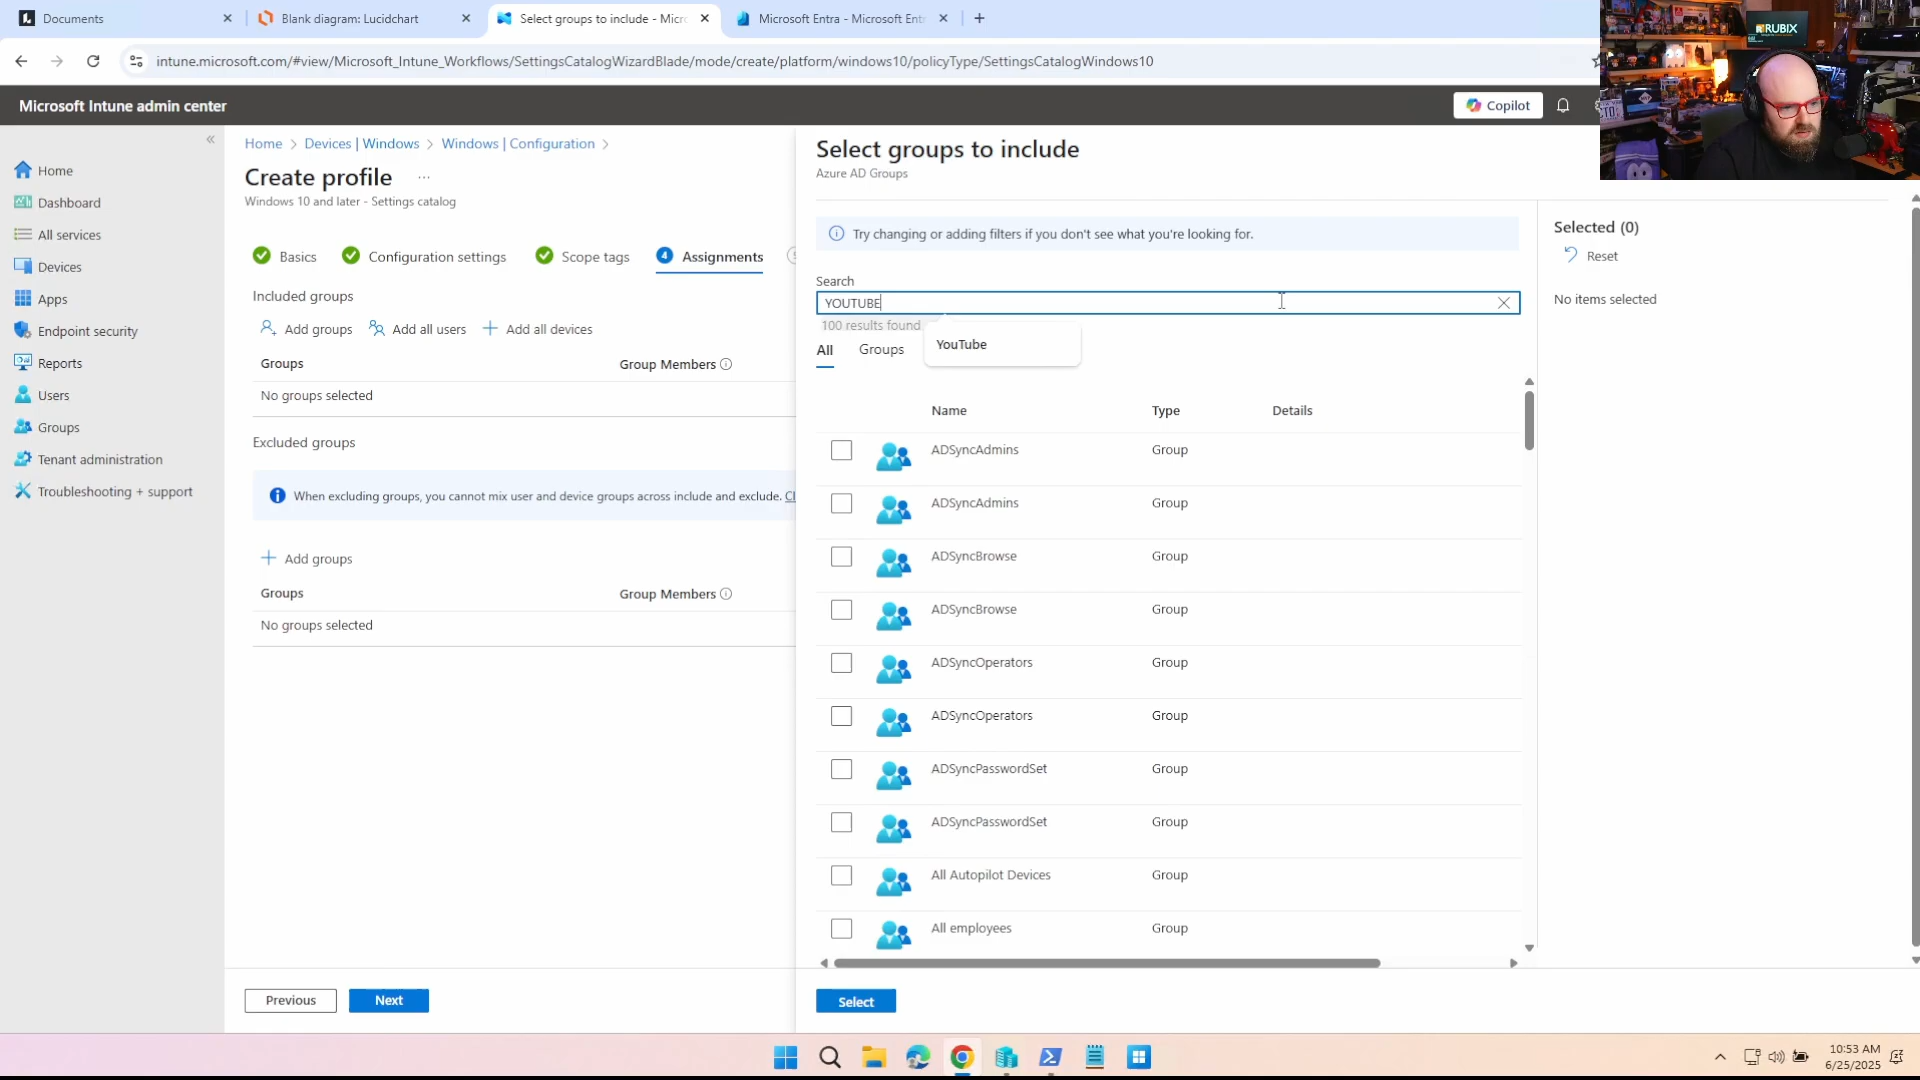 Documents
Blank diagram: Lucidchart
Select groups to include - Micro
Microsoft Entra - Microsoft Entr
intune.microsoft.com/#view/Microsoft_Intune_Workflows/SettingsCatalogWizardBlade/mode/create/platform/windows10/policyType/SettingsCatalogWindows10
RUBIX
Microsoft Intune admin center
Copilot
Home
Dashboard
All services
Devices
Apps
Endpoint security
Reports
Users
Groups
Tenant administration
Troubleshooting + support
Home > Devices | Windows > Windows | Configuration >
Create profile ...
Windows 10 and later - Settings catalog
Basics
Configuration settings
Scope tags
4 Assignments
Included groups
Add groups
Add all users
Add all devices
Groups
Group Members
No groups selected
Excluded groups
When excluding groups, you cannot mix user and device groups across include and exclude.
Add groups
Groups
Group Members
No groups selected
Previous
Next
Select groups to include
Azure AD Groups
Try changing or adding filters if you don't see what you're looking for.
Search
YOUTUBE
100 results found
YouTube
All
Groups
Name
Type
Details
ADSyncAdmins
Group
ADSyncAdmins
Group
ADSyncBrowse
Group
ADSyncBrowse
Group
ADSyncOperators
Group
ADSyncOperators
Group
ADSyncPasswordSet
Group
ADSyncPasswordSet
Group
All Autopilot Devices
Group
All employees
Group
Select
Selected (0)
Reset
No items selected
10:53 AM
6/25/2025